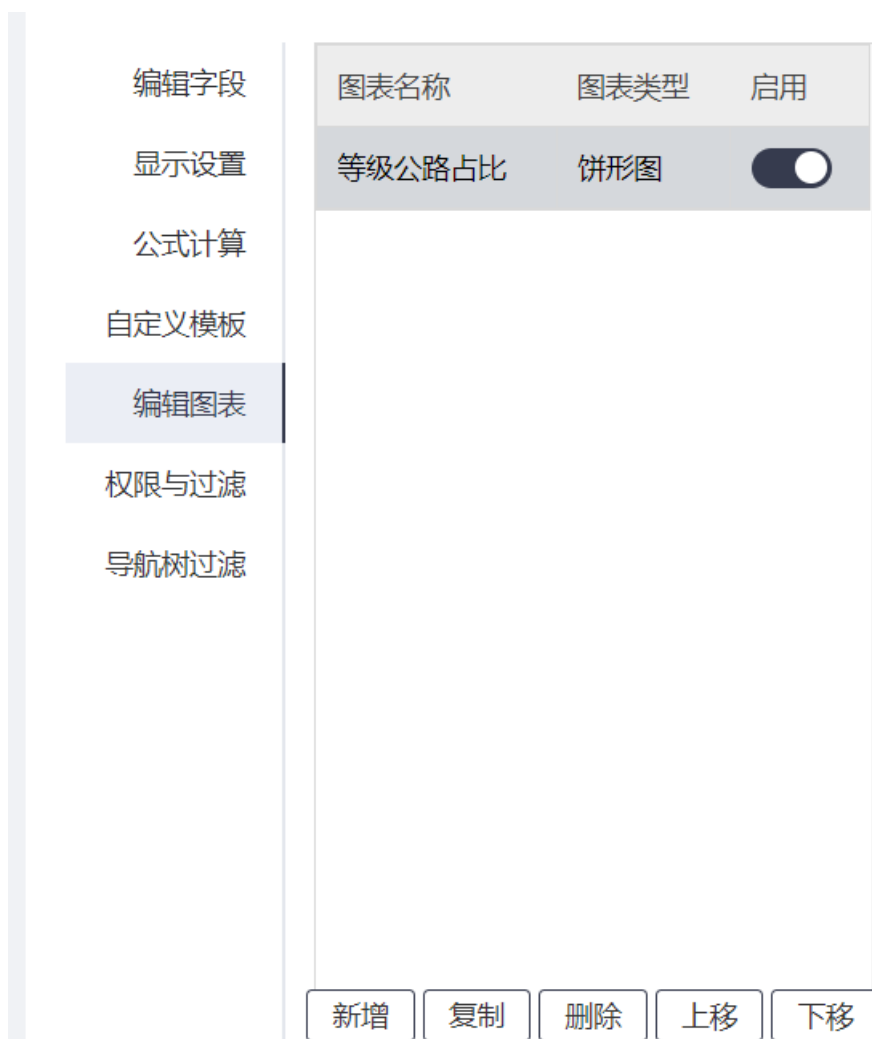 编辑字段
显示设置
公式计算
自定义模板
编辑图表
权限与过滤
导航树过滤
图表名称 图表类型 启用
等级公路占比 饼形图
新增 复制 删除 上移 下移